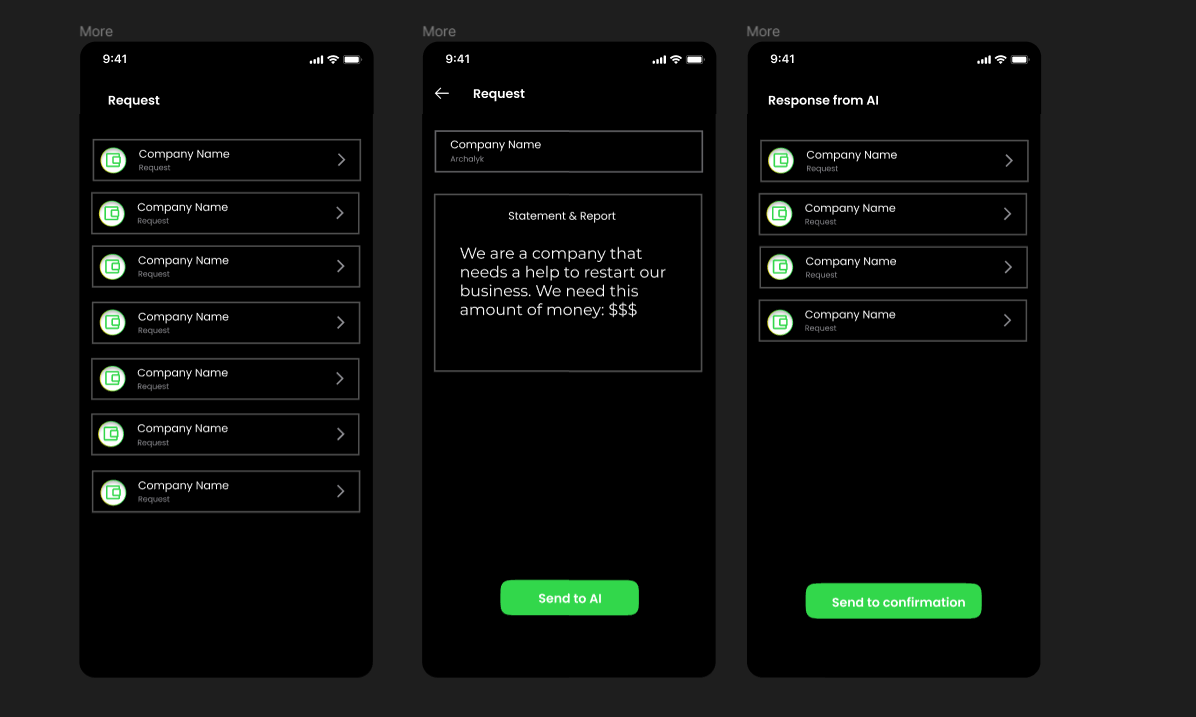 More
9:41
Request
Company Name
Request
Company Name
Request
Company Name
Request
Company Name
Request
Company Name
Request
Company Name
Request
Company Name
Request
More
9:41
Request
Company Name
Archalyk
Statement & Report
We are a company that
needs a help to restart our
business. We need this
amount of money: $$$
Send to AI
More
9:41
Response from AI
Company Name
Request
Company Name
Request
Company Name
Request
Company Name
Request
Send to confirmation